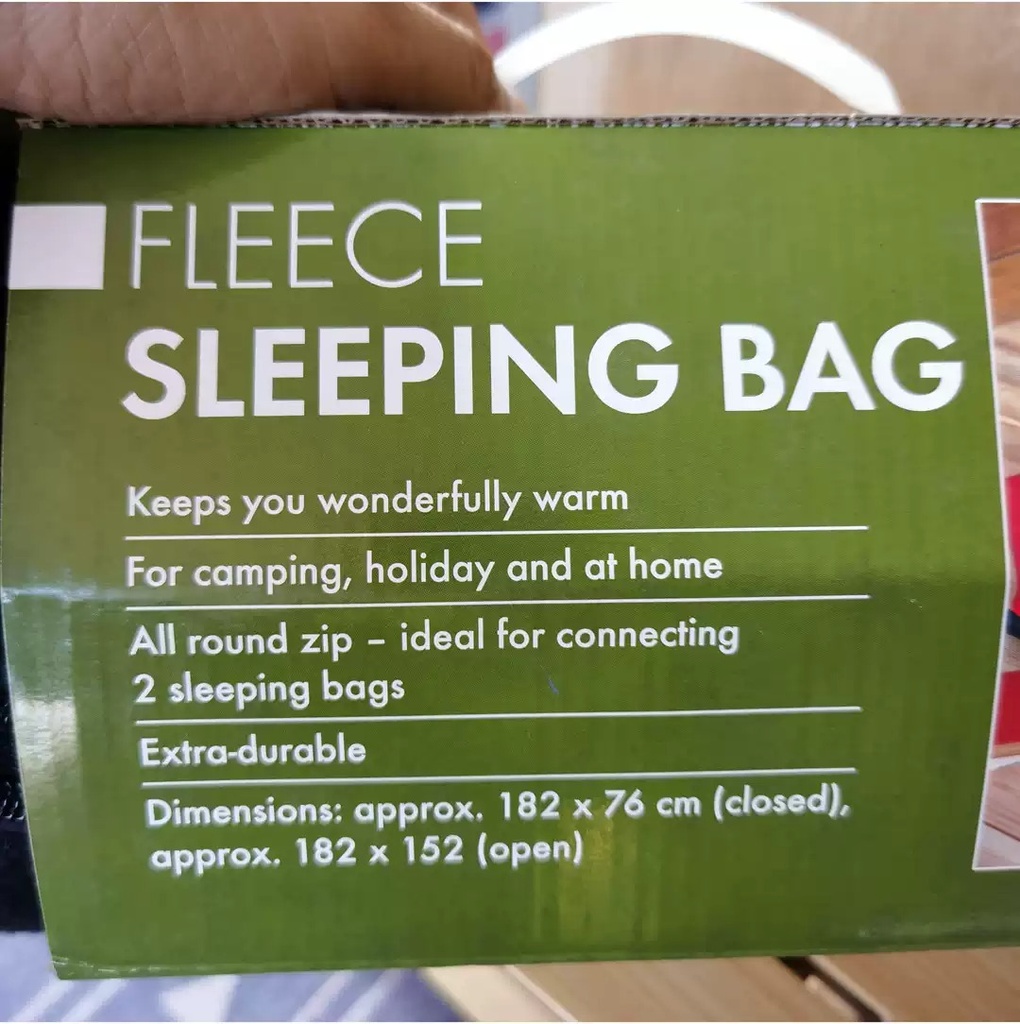 FLEECE
SLEEPING BAG
Keeps you wonderfully warm
For camping, holiday and at home
All round zip – ideal for connecting
2 sleeping bags
Extra-durable
Dimensions: approx. 182 x 76 cm (closed),
approx. 182 x 152 (open)